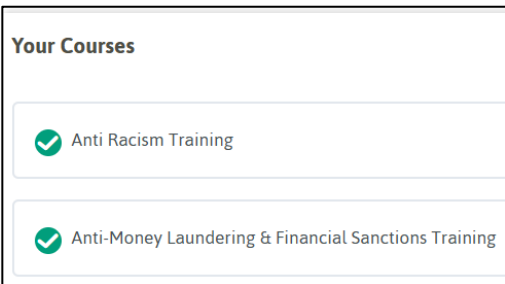 Your Courses
Anti Racism Training
Anti-Money Laundering & Financial Sanctions Training